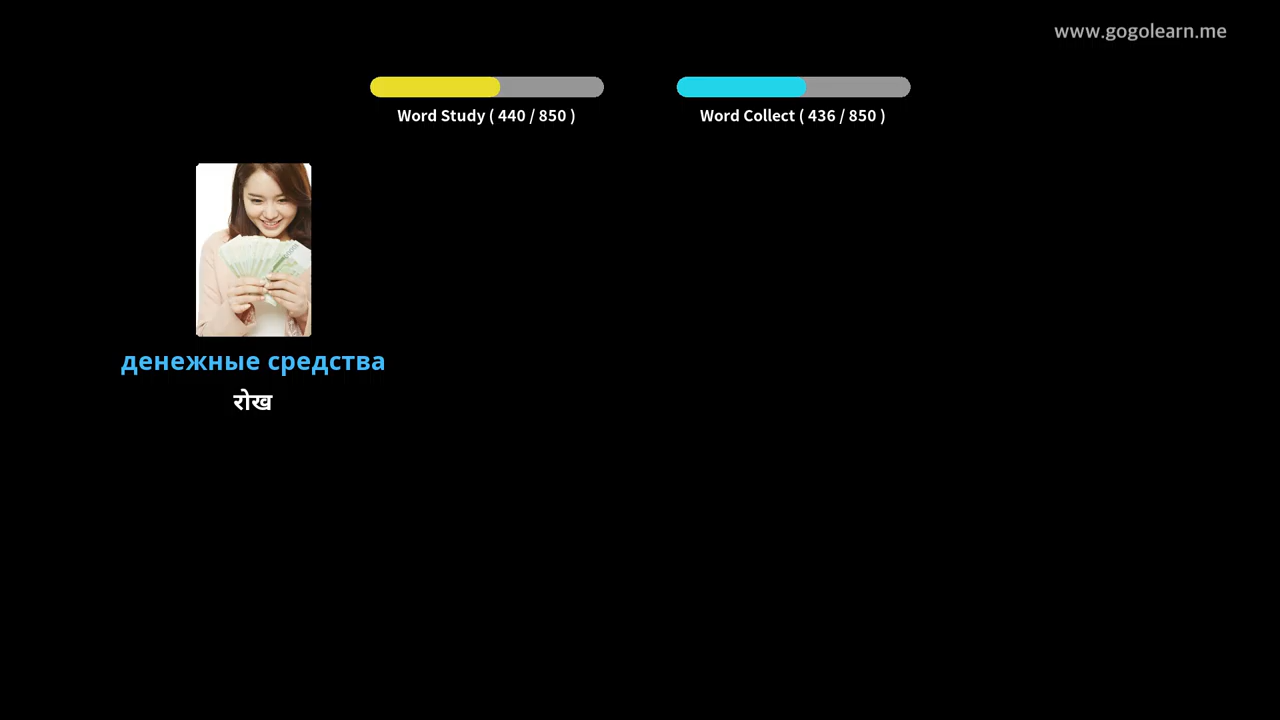 www.gogolearn.me
Word Study ( 440 / 850 )
Word Collect ( 436 / 850 )
денежные средства
रोख